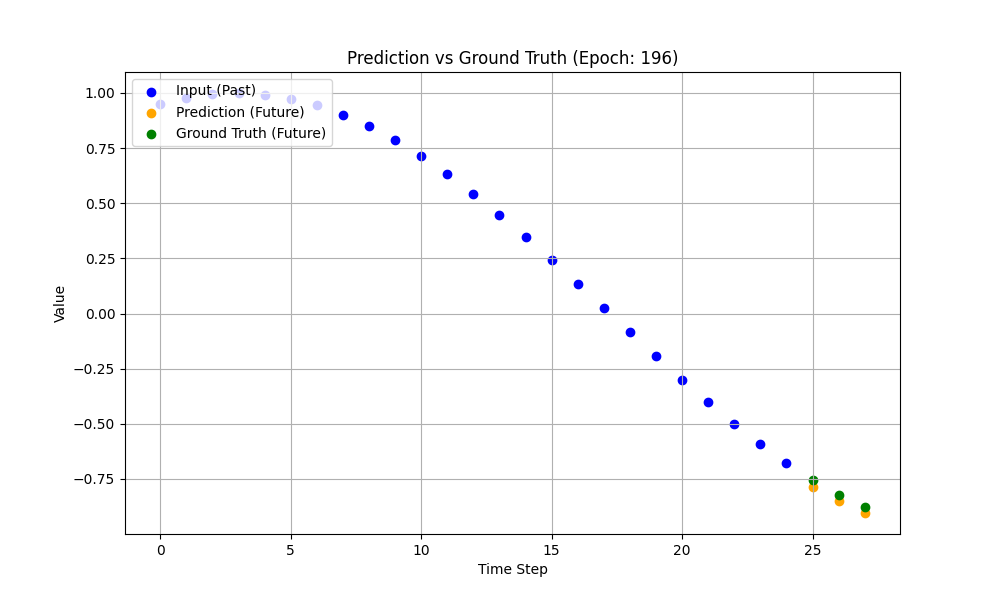 Prediction vs Ground Truth (Epoch: 196)
Input (Past)
Prediction (Future)
Ground Truth (Future)
1.00
0.75
0.50
0.25
0.00
−0.25
−0.50
−0.75
Value
0 5 10 15 20 25
Time Step